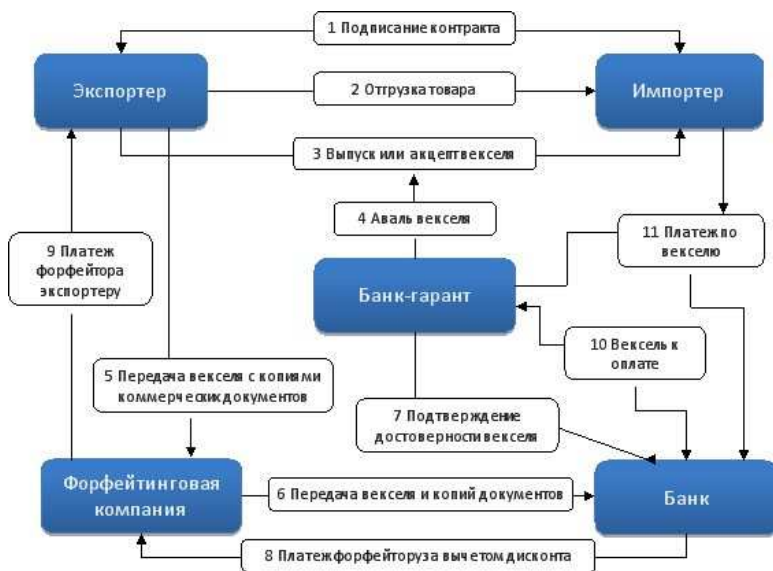 1 Подписание контракта
Экспортер
2 Отгрузка товара
Импортер
3 Выпуск или акцепт векселя
4 Аваль векселя
9 Платеж
форфейтора
экспортеру
11 Платеж по
векселю
Банк-гарант
10 Вексель к
оплате
5 Передача векселя с копиями
коммерческих документов
7 Подтверждение
достоверности векселя
Форфейтинговая
компания
6 Передача векселя и копий документов
Банк
8 Платеж форфейтору за вычетом дисконта